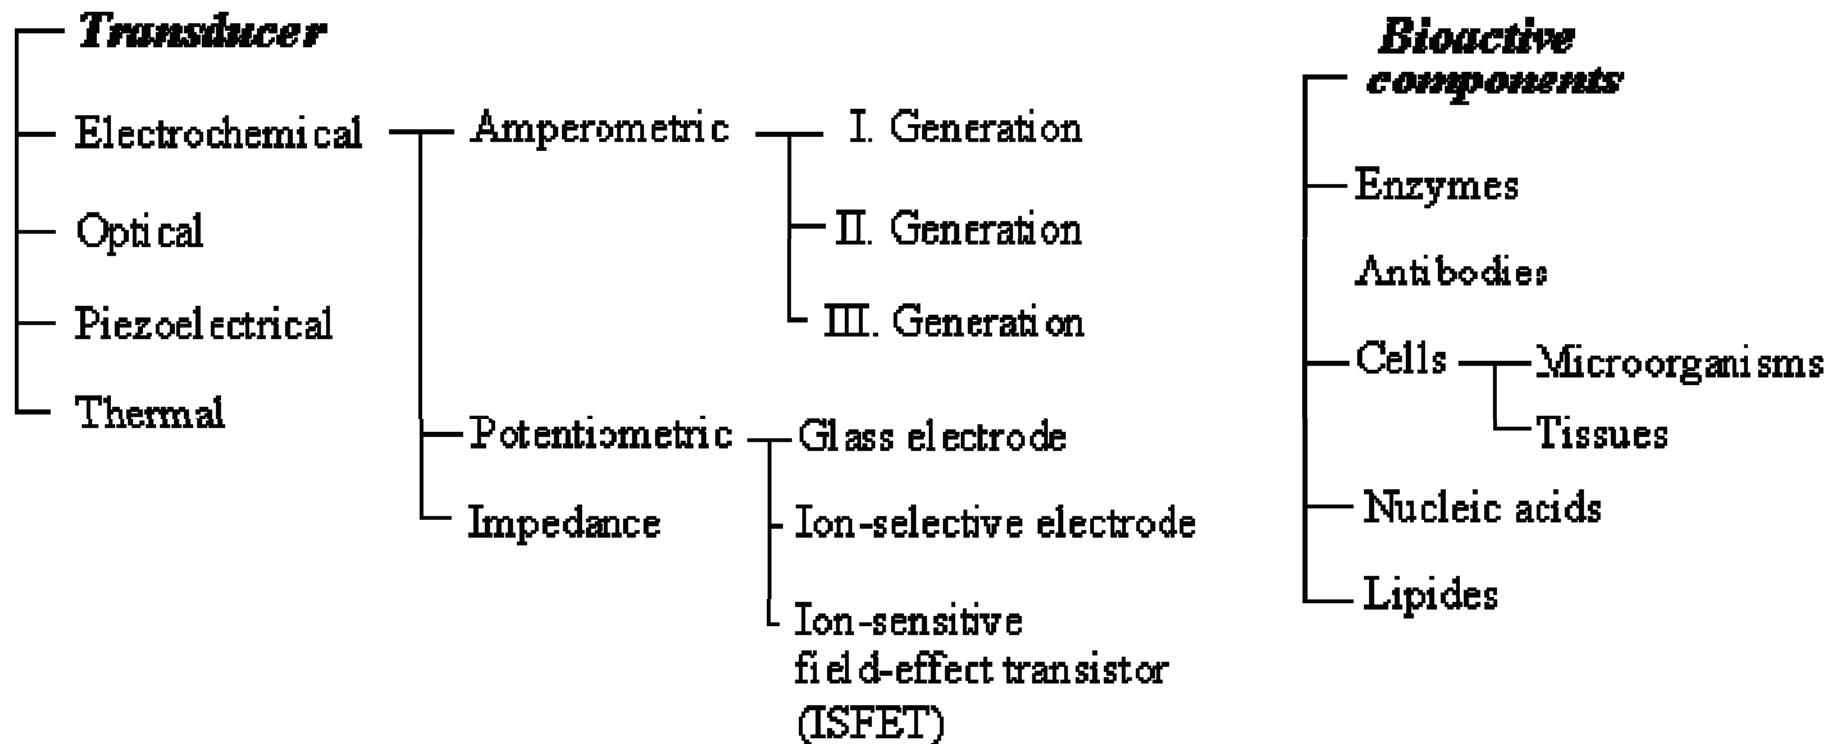 Transducer
Electrochemical
Optical
Piezoelectrical
Thermal
Amperometric
I. Generation
II. Generation
III. Generation
Potentiometric
Glass electrode
Ion-selective electrode
Ion-sensitive
field-effect transistor
(ISFET)
Impedance
Bioactive
components
Enzymes
Antibodies
Cells
Microorganisms
Tissues
Nucleic acids
Lipides